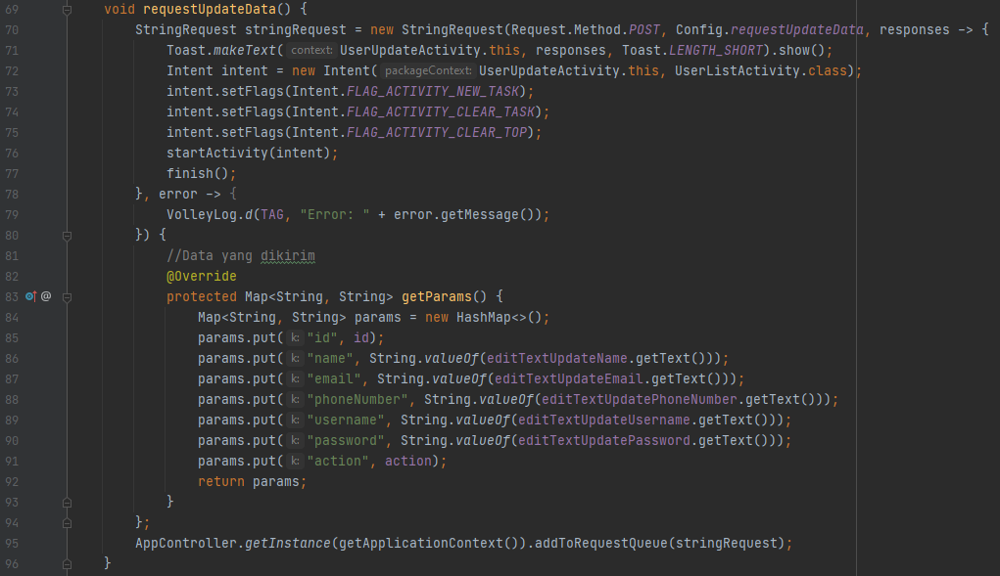 69 void requestUpdateData() {
70 StringRequest stringRequest = new StringRequest(Request.Method.POST, Config.requestUpdateData, responses -> {
71 Toast.makeText( context: UserUpdateActivity.this, responses, Toast.LENGTH_SHORT).show();
72 Intent intent = new Intent( packageContext: UserUpdateActivity.this, UserListActivity.class);
73 intent.setFlags(Intent.FLAG_ACTIVITY_NEW_TASK);
74 intent.setFlags(Intent.FLAG_ACTIVITY_CLEAR_TASK);
75 intent.setFlags(Intent.FLAG_ACTIVITY_CLEAR_TOP);
76 startActivity(intent);
77 finish();
78 }, error -> {
79 VolleyLog.d(TAG, "Error: " + error.getMessage());
80 }) {
81 //Data yang dikirim
82 @Override
83 @ protected Map<String, String> getParams() {
84 Map<String, String> params = new HashMap<>();
85 params.put( k: "id", id);
86 params.put( k: "name", String.valueOf(editTextUpdateName.getText()));
87 params.put( k: "email", String.valueOf(editTextUpdateEmail.getText()));
88 params.put( k: "phoneNumber", String.valueOf(editTextUpdatePhoneNumber.getText()));
89 params.put( k: "username", String.valueOf(editTextUpdateUsername.getText()));
90 params.put( k: "password", String.valueOf(editTextUpdatePassword.getText()));
91 params.put( k: "action", action);
92 return params;
93 }
94 };
95 AppController.getInstance(getApplicationContext()).addToRequestQueue(stringRequest);
96 }